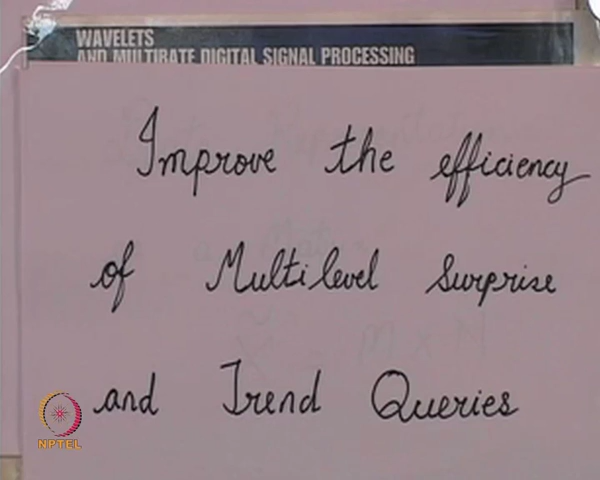 WAVELETS
AND MULTIRATE DIGITAL SIGNAL PROCESSING
Improve the efficiency
of Multilevel Surprise
and Trend Queries
NPTEL